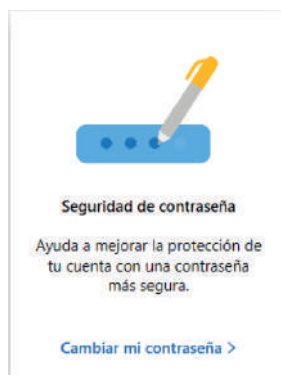 Seguridad de contraseña
Ayuda a mejorar la protección de
tu cuenta con una contraseña
más segura.
Cambiar mi contraseña >